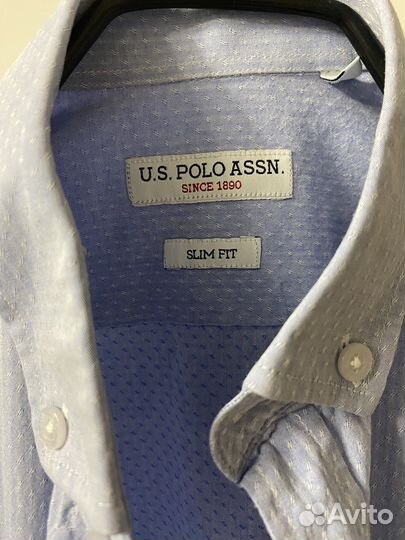 U.S. POLO ASSN.
SINCE 1890
SLIM FIT
Avito